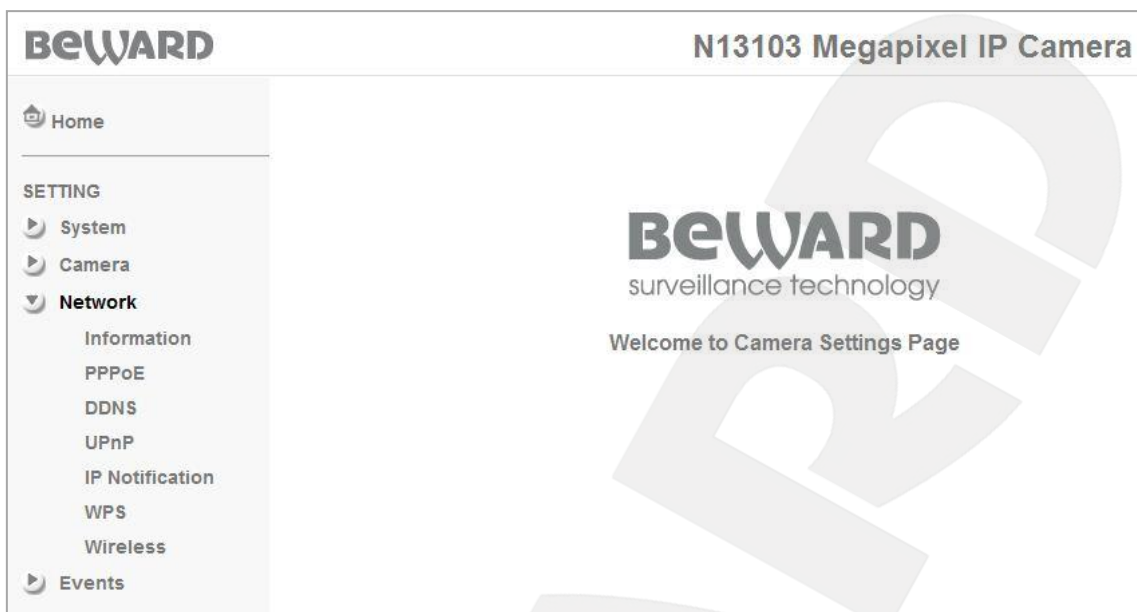 BEWARD
N13103 Megapixel IP Camera
Home
SETTING
System
Camera
Network
Information
PPPoE
DDNS
UPnP
IP Notification
WPS
Wireless
Events
BEWARD
surveillance technology
Welcome to Camera Settings Page